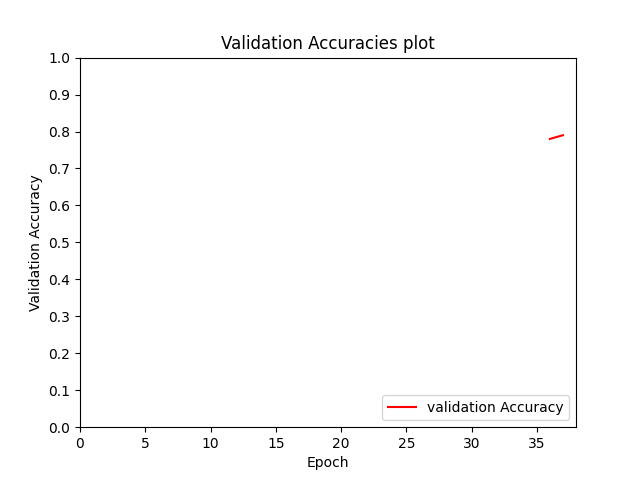 Validation Accuracies plot
1.0
0.9
0.8
0.7
0.6
0.5
0.4
0.3
0.2
0.1
0.0
Validation Accuracy
validation Accuracy
0 5 10 15 20 25 30 35
Epoch